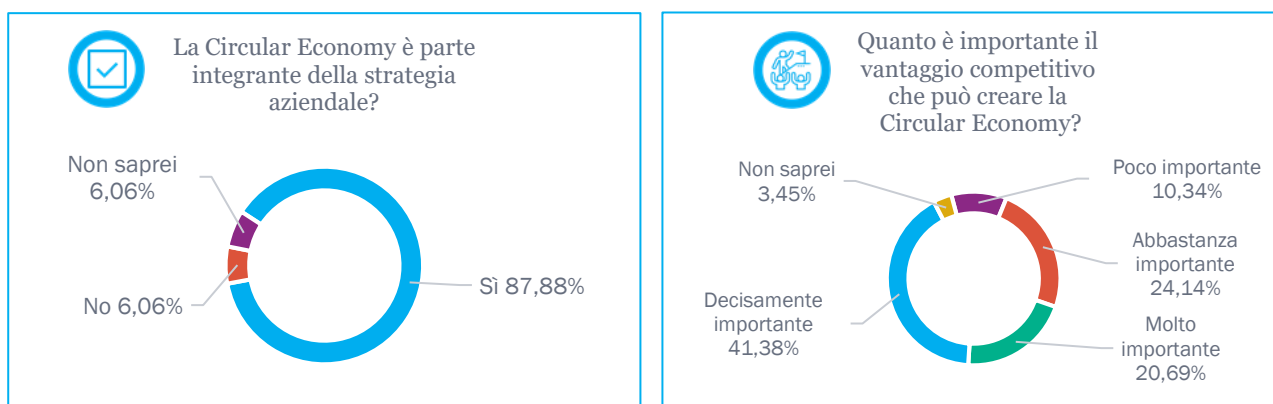 La Circular Economy è parte
integrante della strategia
aziendale?
Non saprei
6,06%
No 6,06%
Sì 87,88%
Quanto è importante il
vantaggio competitivo
che può creare la
Circular Economy?
Non saprei
3,45%
Poco importante
10,34%
Abbastanza
importante
24,14%
Decisamente
importante
41,38%
Molto
importante
20,69%